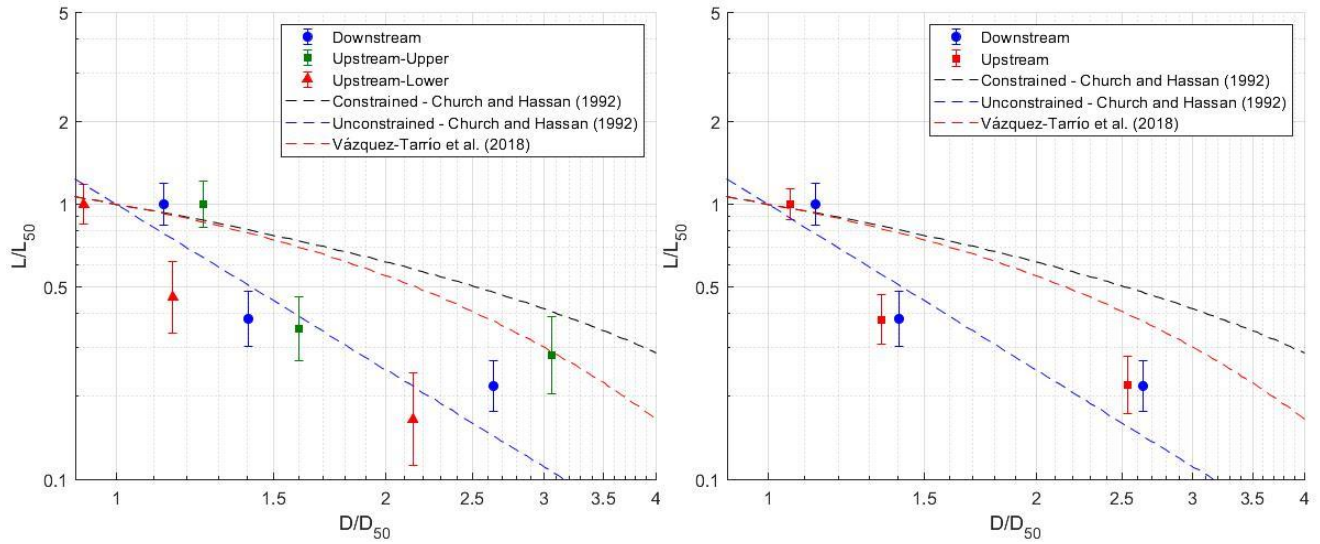 5
2
1
0.5
0.1
L/L50
Downstream
Upstream-Upper
Upstream-Lower
Constrained - Church and Hassan (1992)
Unconstrained - Church and Hassan (1992)
Vázquez-Tarrío et al. (2018)
1
1.5
2
2.5
3
3.5
4
D/D50
5
2
1
0.5
0.1
L/L50
Downstream
Upstream
Constrained - Church and Hassan (1992)
Unconstrained - Church and Hassan (1992)
Vázquez-Tarrío et al. (2018)
1
1.5
2
2.5
3
3.5
4
D/D50